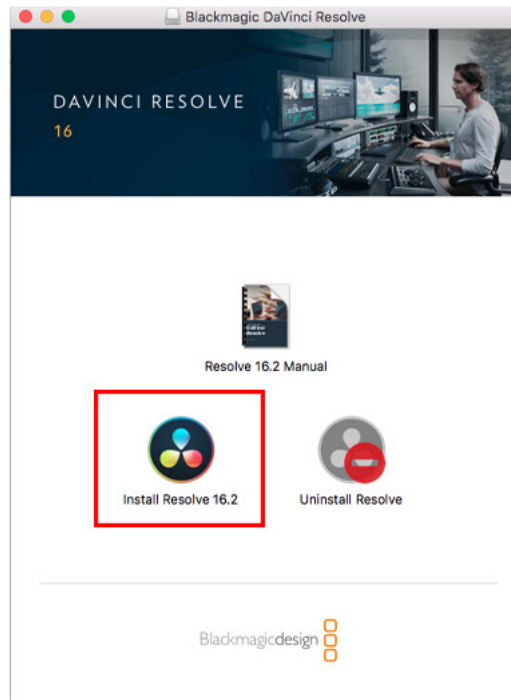 Blackmagic DaVinci Resolve
DAVINCI RESOLVE
16
Resolve 16.2 Manual
Install Resolve 16.2
Uninstall Resolve
Blackmagicdesign